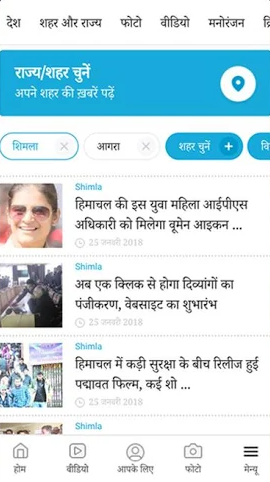 देश शहर और राज्य फोटो वीडियो मनोरंजन
राज्य/शहर चुनें
अपने शहर की ख़बरें पढ़ें
शिमला × आगरा × शहर चुनें + वि
Shimla
हिमाचल की इस युवा महिला आईपीएस
अधिकारी को मिलेगा वूमेन आइकन ...
25 जनवरी 2018
Shimla
अब एक क्लिक से होगा दिव्यांगों का
पंजीकरण, वेबसाइट का शुभारंभ
25 जनवरी 2018
Shimla
हिमाचल में कड़ी सुरक्षा के बीच रिलीज हुई
पद्मावत फिल्म, कई शो ...
25 जनवरी 2018
Shimla
होम वीडियो आपके लिए फोटो मेन्यू